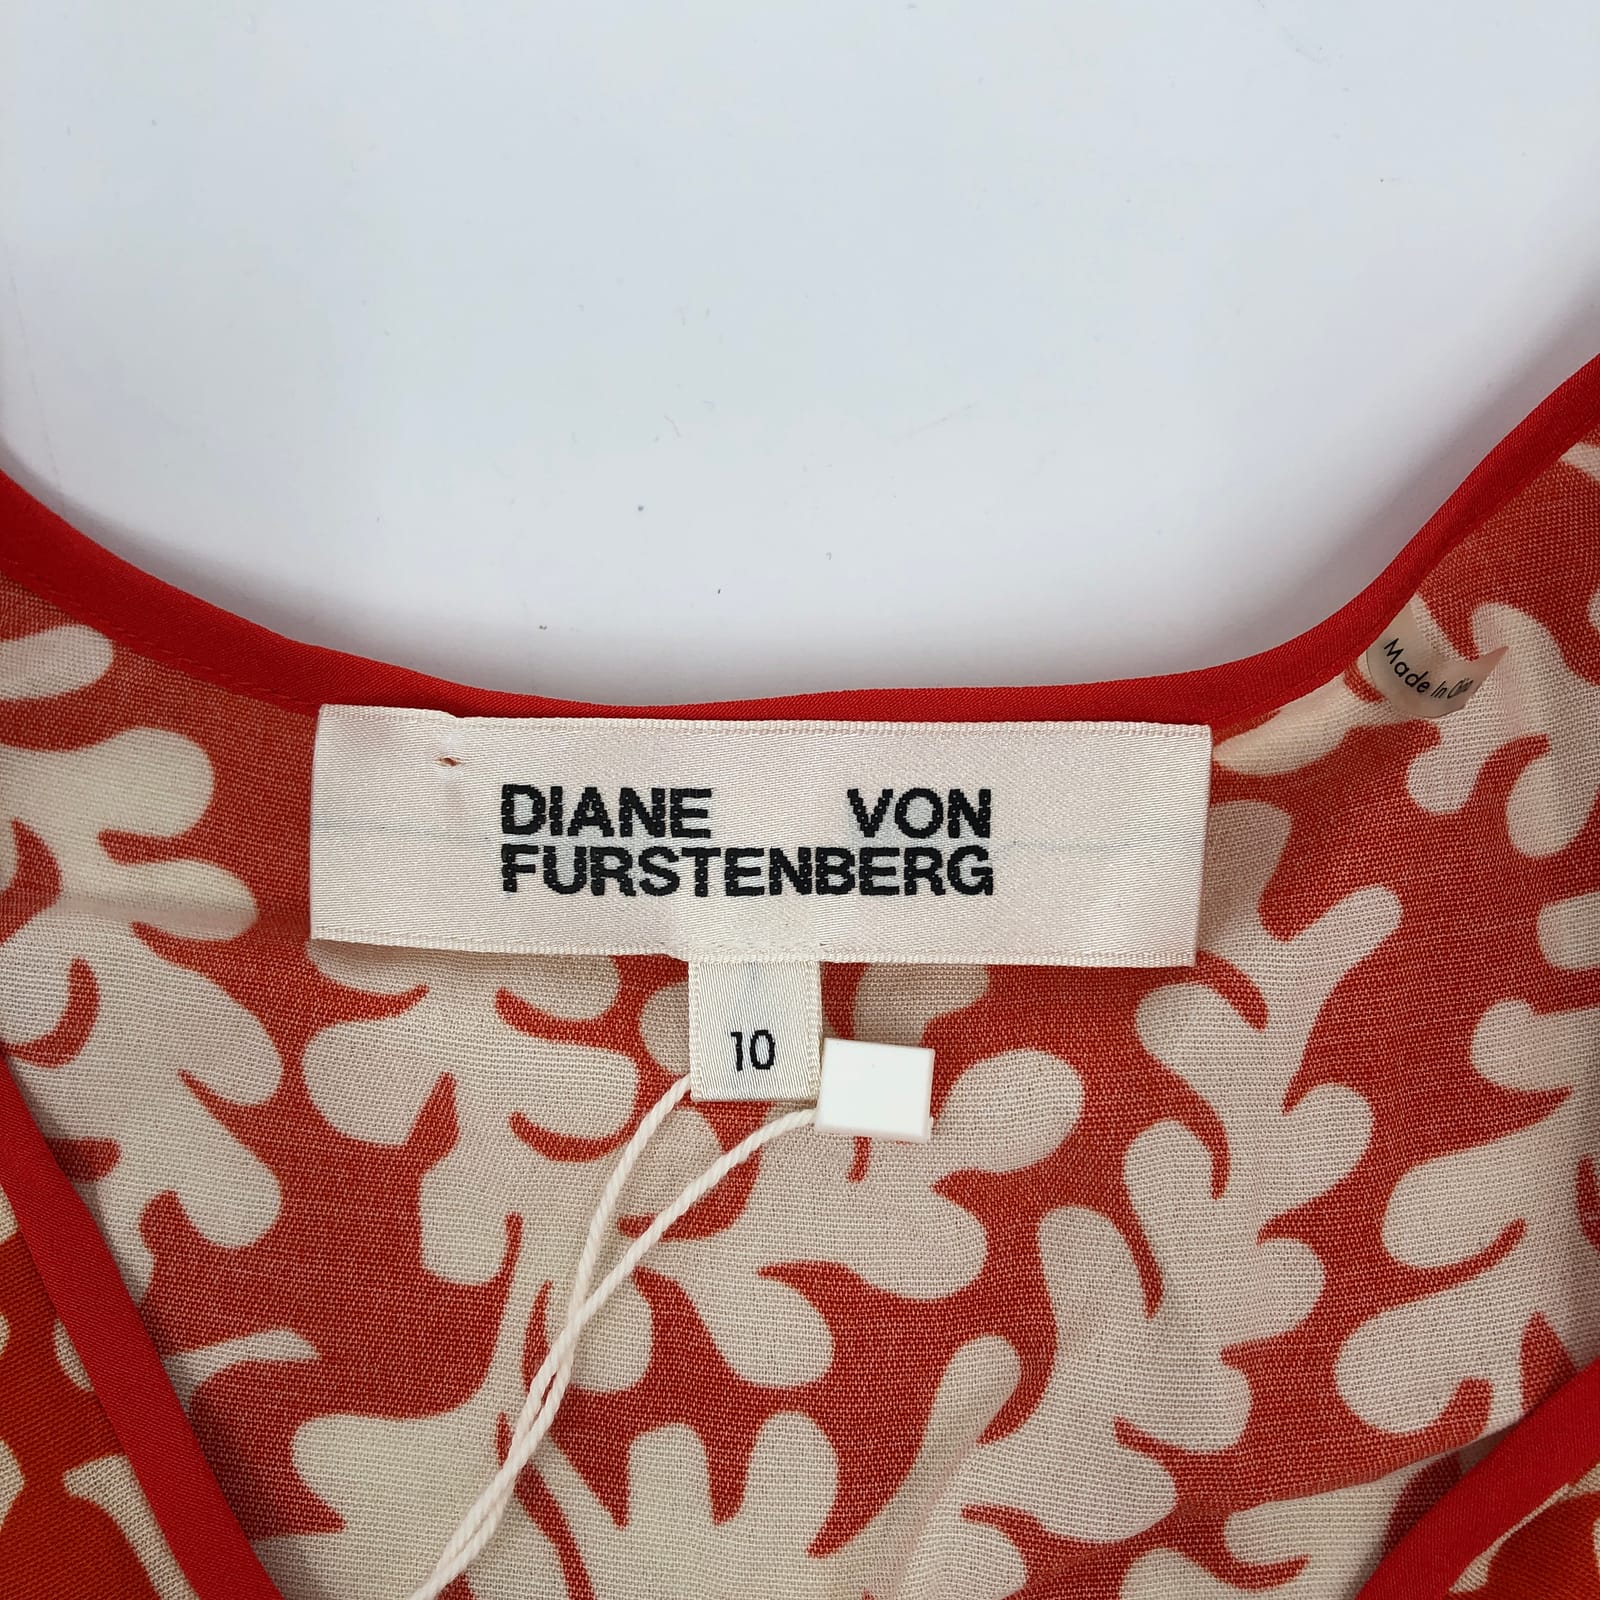 Made In China
DIANE VON
FURSTENBERG
10